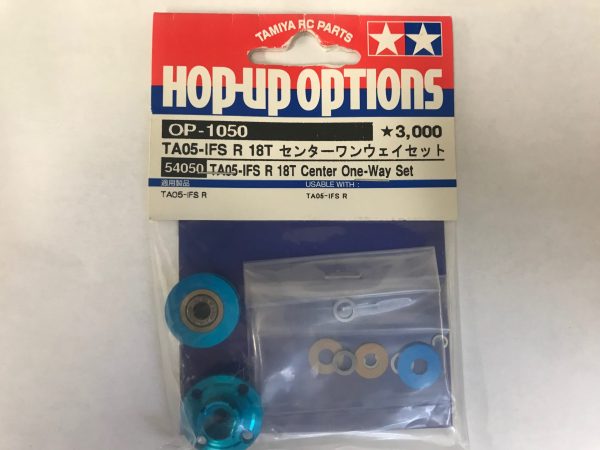 TAMIYA RC PARTS
HOP-UP OPTIONS
OP-1050 ★3,000
TA05-IFS R 18T センターワンウェイセット
54050 TA05-IFS R 18T Center One-Way Set
適用製品 USABLE WITH :
TA05-IFS R TA05-IFS R